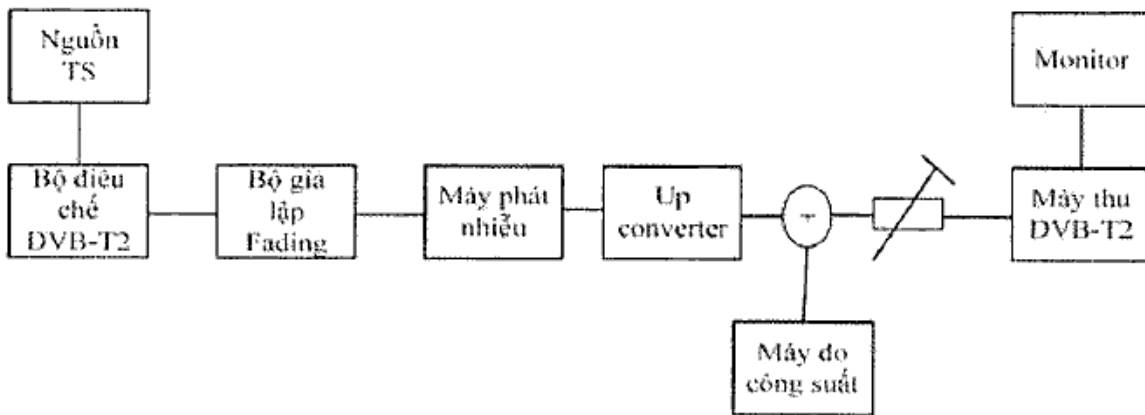 Nguồn
TS
Monitor
Bộ điều
chế
DVB-T2
Bộ giả
lập
Fading
Máy phát
nhiễu
Up
converter
+
Máy thu
DVB-T2
Máy đo
công suất